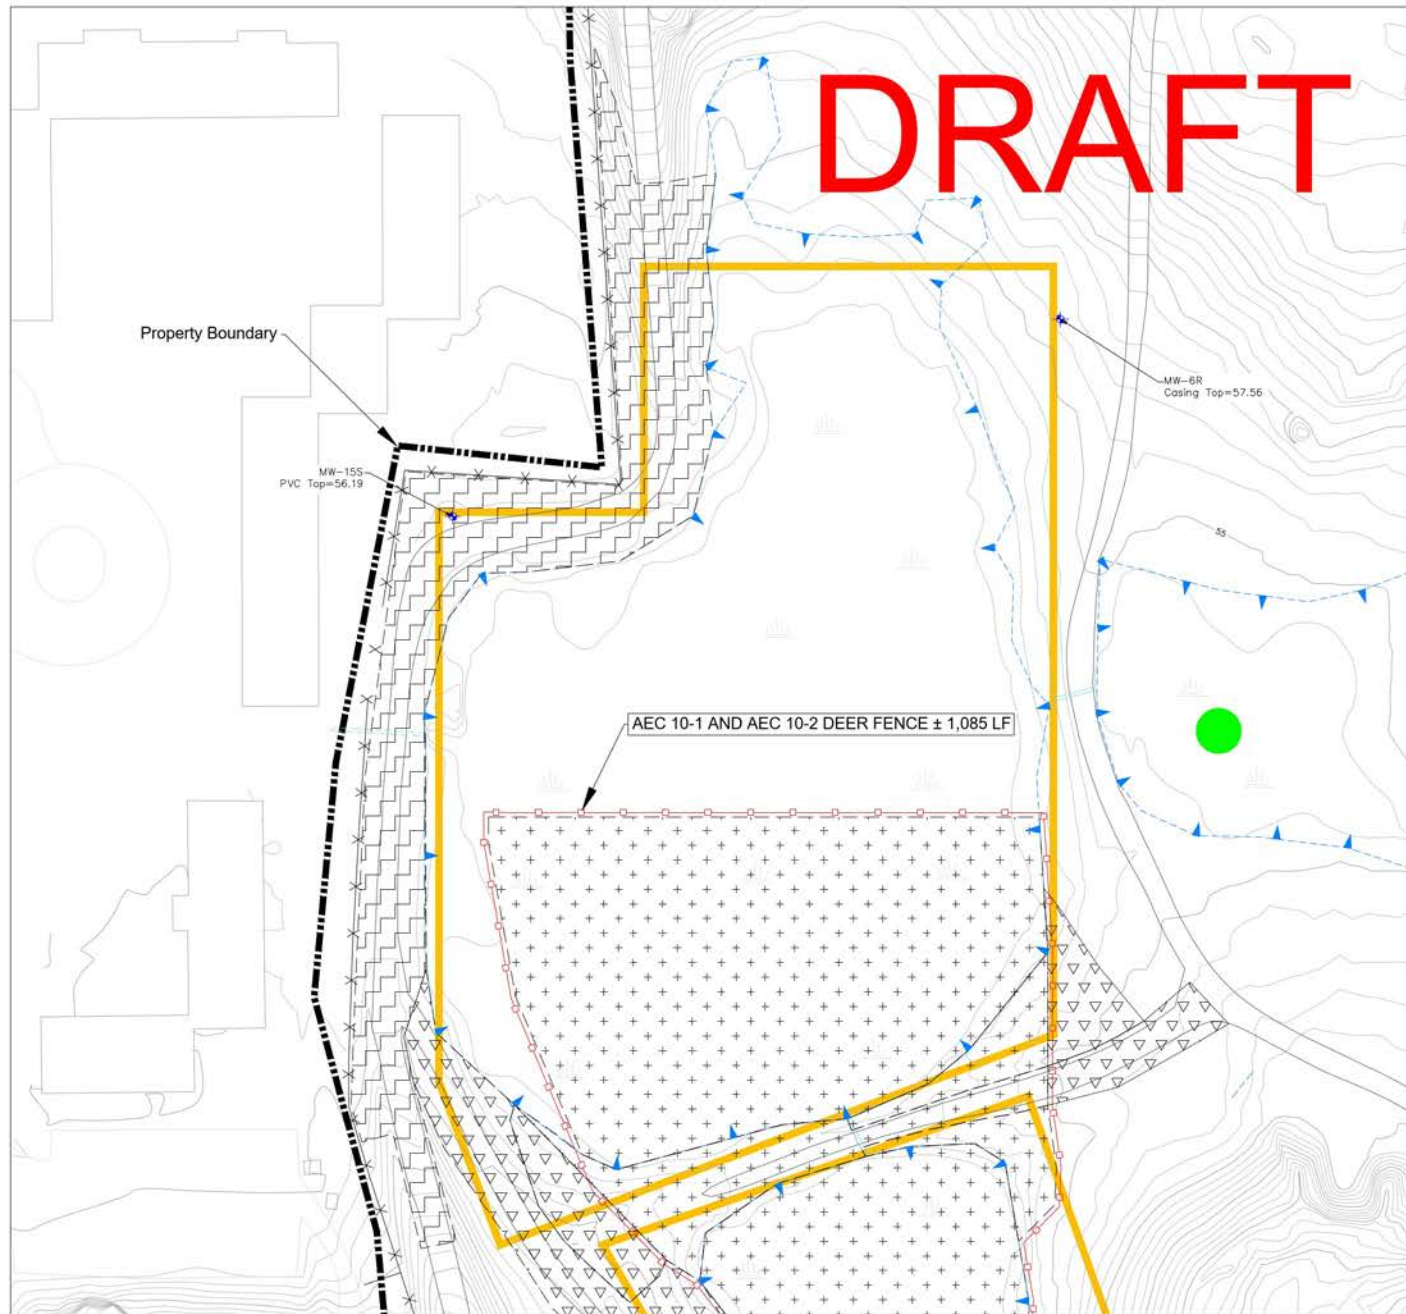 DRAFT
Property Boundary
MW-6R
Casing Top=57.56
MW-15S
PVC Top=56.19
55
AEC 10-1 AND AEC 10-2 DEER FENCE ± 1,085 LF